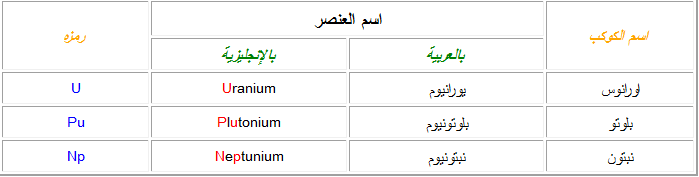 اسم الكوكب اسم العنصر رمزه
بالعربية بالإنجليزية
اورانوس يورانيوم Uranium U
بلوتو بلوتونيوم Plutonium Pu
نبتون نبتونيوم Neptunium Np